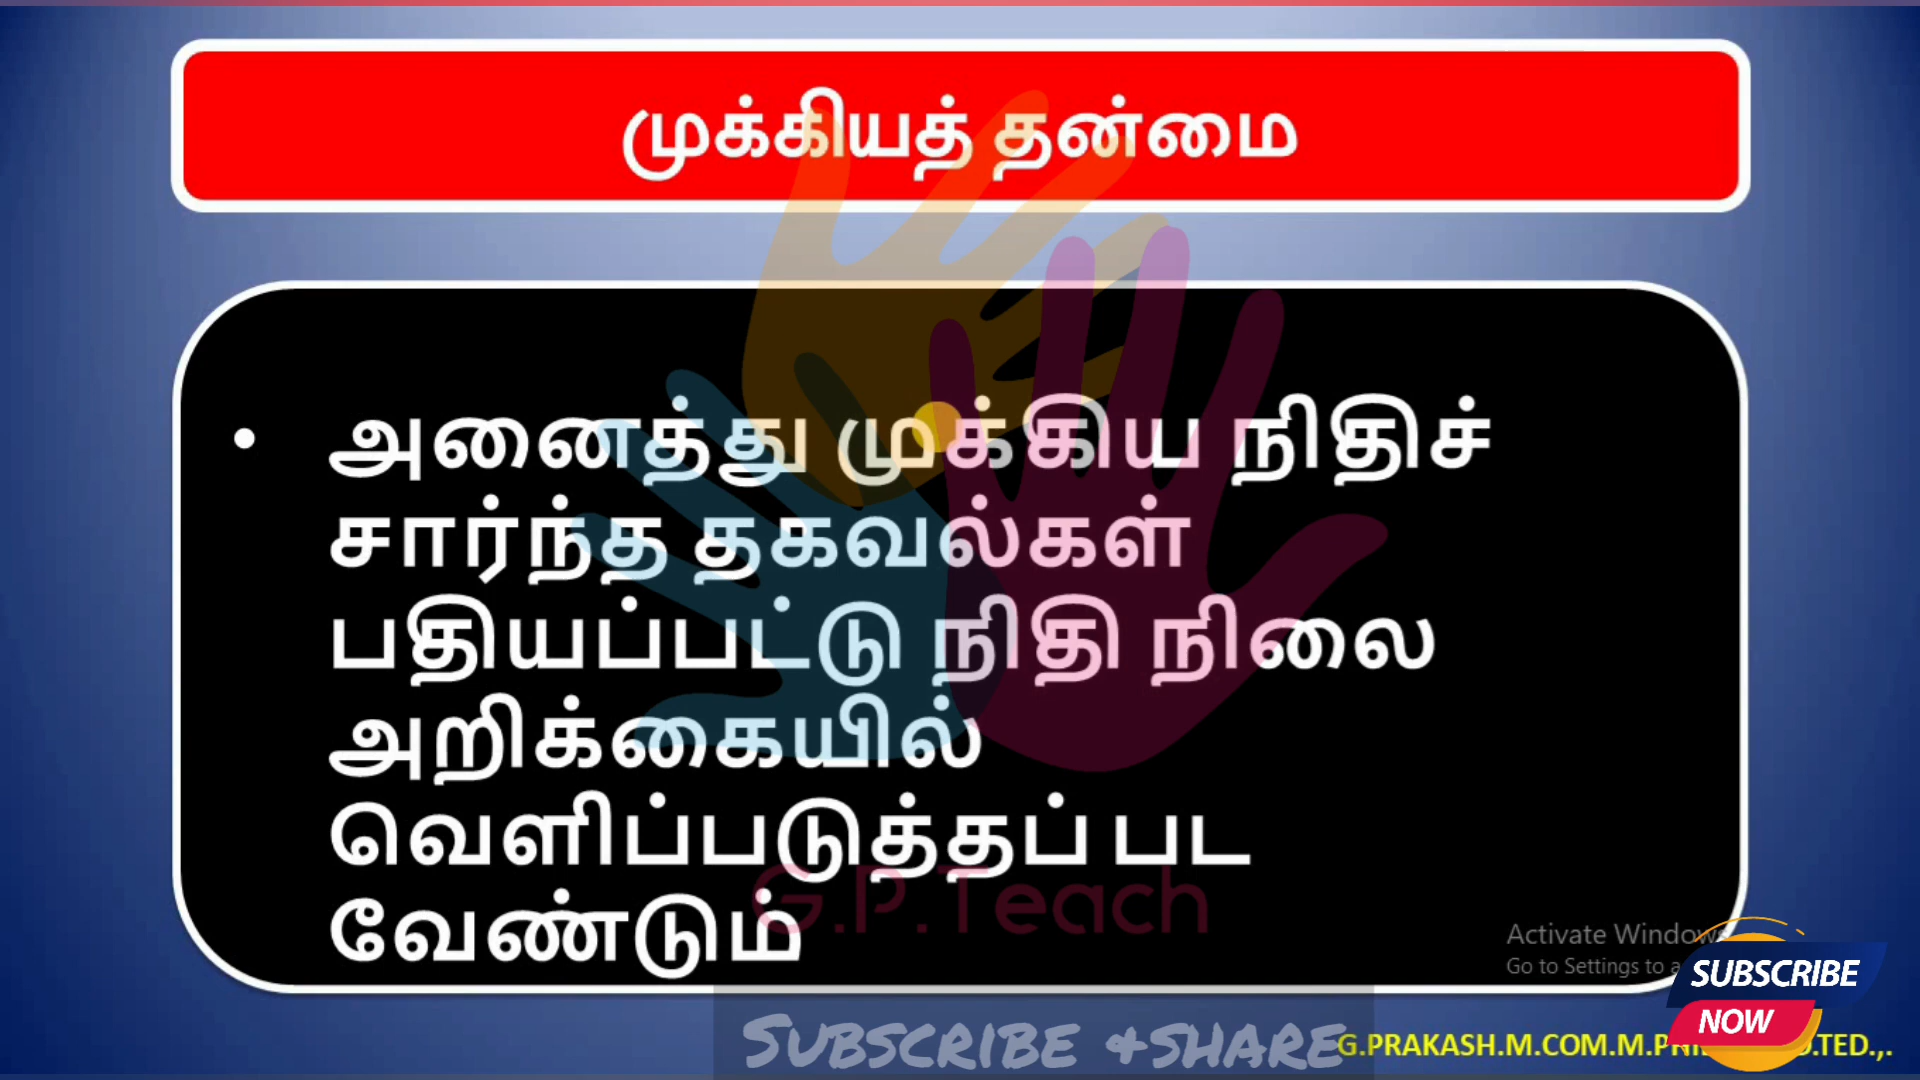 முக்கியத் தன்மை
• அனைத்து முக்கிய நிதிச்
சார்ந்த தகவல்கள்
பதியப்பட்டு நிதி நிலை
அறிக்கையில்
வெளிப்படுத்தப் பட
வேண்டும்
G.P.Teach
Activate Windows
Go to Settings to
SUBSCRIBE
NOW
SUBSCRIBE &SHARE
G.PRAKASH.M.COM.M.PHI